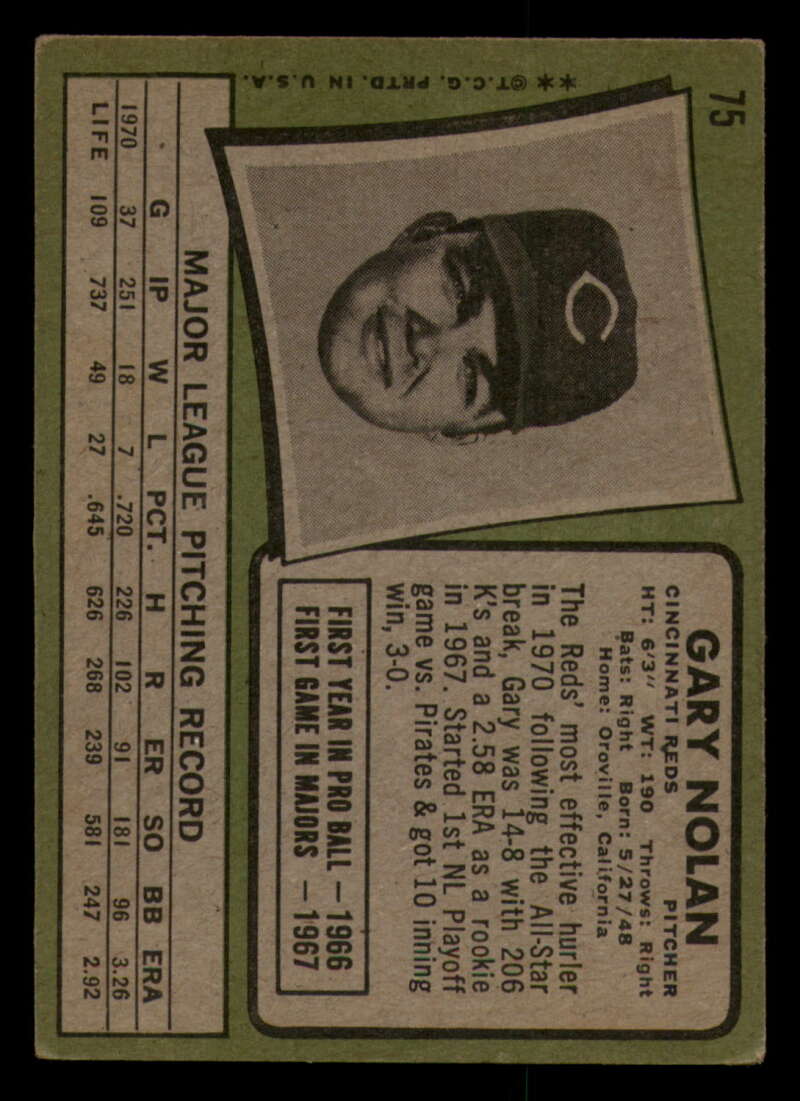 75
**©T.C.G. PRTD. IN U.S.A.
C
GARY NOLAN
CINCINNATI REDS PITCHER
HT: 6'3" WT: 190 Throws: Right
Bats: Right Born: 5/27/48
Home: Oroville, California
The Reds' most effective hurler
in 1970 following the All-Star
break, Gary was 14-8 with 206
K's and a 2.58 ERA as a rookie
in 1967. Started 1st NL Playoff
game vs. Pirates & got 10 inning
win, 3-0.
FIRST YEAR IN PRO BALL — 1966
FIRST GAME IN MAJORS — 1967
MAJOR LEAGUE PITCHING RECORD
G IP W L PCT. H R ER SO BB ERA
1970 37 251 18 7 .720 226 102 91 181 96 3.26
LIFE 109 737 49 27 .645 626 268 239 581 247 2.92